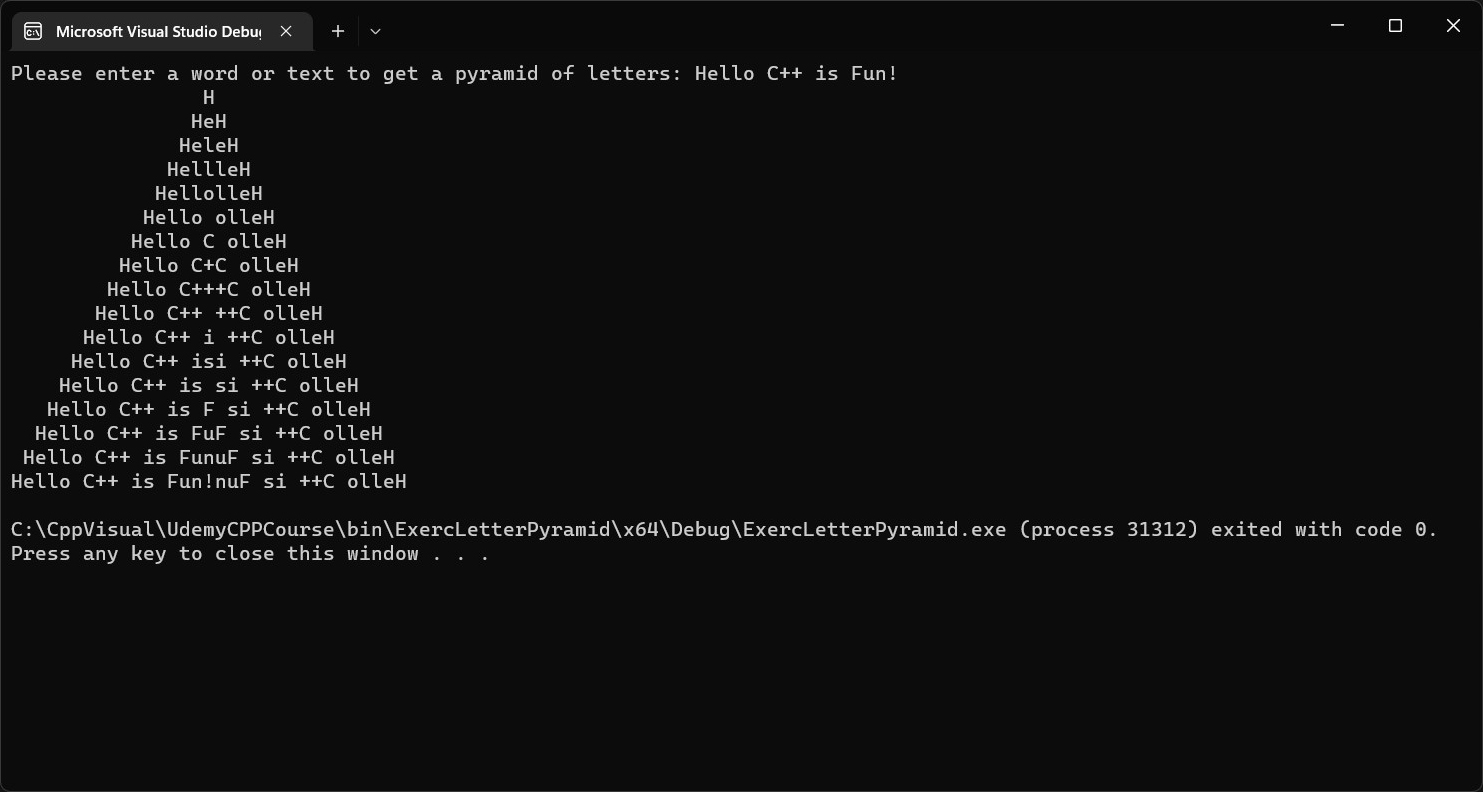 Microsoft Visual Studio Debug
Please enter a word or text to get a pyramid of letters: Hello C++ is Fun!
                H
               HeH
              HeleH
             HellleH
            HellolleH
           Hello olleH
          Hello C olleH
         Hello C+C olleH
        Hello C+++C olleH
       Hello C++ ++C olleH
      Hello C++ i ++C olleH
     Hello C++ isi ++C olleH
    Hello C++ is si ++C olleH
   Hello C++ is F si ++C olleH
  Hello C++ is FuF si ++C olleH
 Hello C++ is FunuF si ++C olleH
Hello C++ is Fun!nuF si ++C olleH
C:\CppVisual\UdemyCPPCourse\bin\ExercLetterPyramid\x64\Debug\ExercLetterPyramid.exe (process 31312) exited with code 0.
Press any key to close this window . . .